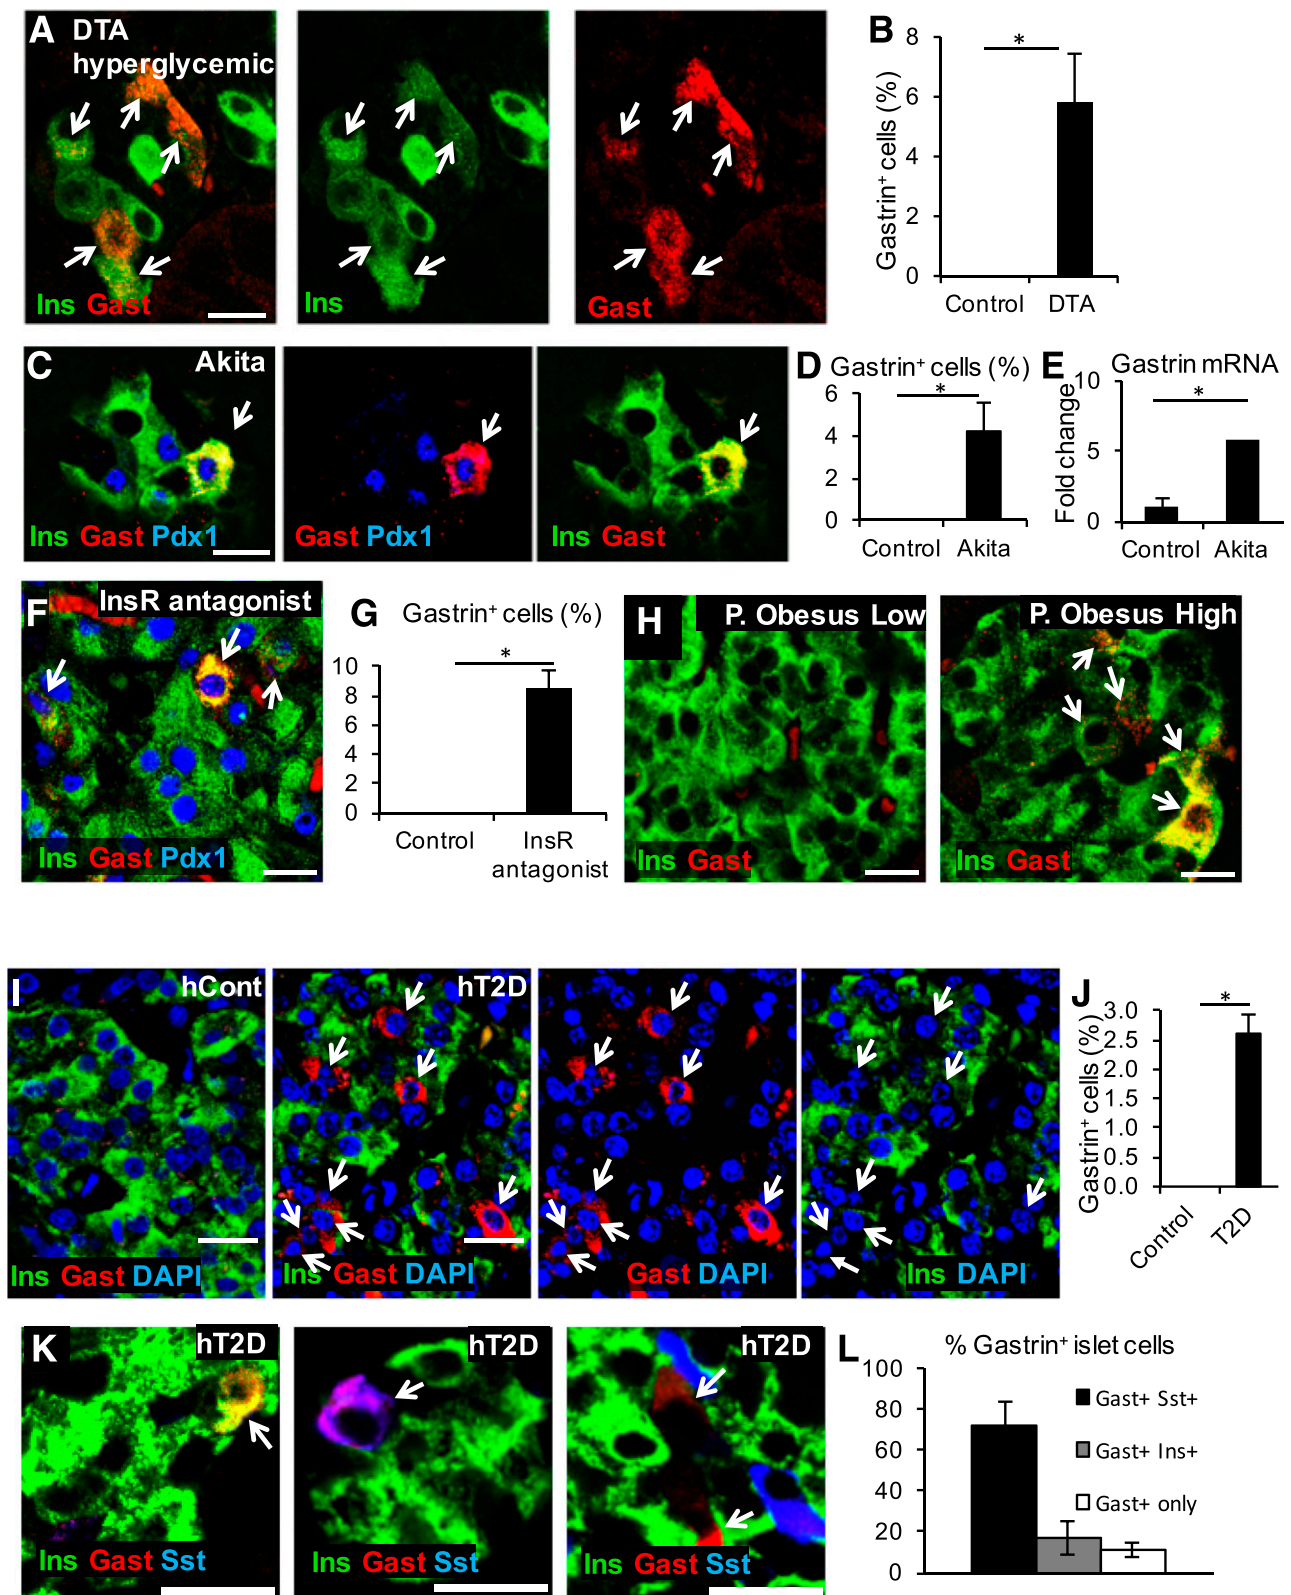 A DTA
hyperglycemic
Ins Gast
Ins
Gast
B
Gastrin+ cells (%)
8
6
4
2
0
*
Control DTA
C Akita
Ins Gast Pdx1
Gast Pdx1
Ins Gast
D Gastrin+ cells (%)
6
4
2
0
*
Control Akita
E Gastrin mRNA
Fold change
10
5
0
*
Control Akita
F InsR antagonist
Ins Gast Pdx1
G Gastrin+ cells (%)
10
8
6
4
2
0
*
Control InsR
antagonist
H P. Obesus Low
Ins Gast
P. Obesus High
Ins Gast
I hCont
Ins Gast DAPI
hT2D
Ins Gast DAPI
Gast DAPI
Ins DAPI
J
Gastrin+ cells (%)
3.0
2.5
2.0
1.5
1.0
0.5
0.0
*
Control
T2D
K hT2D
Ins Gast Sst
hT2D
Ins Gast Sst
hT2D
Ins Gast Sst
L % Gastrin+ islet cells
100
80
60
40
20
0
Gast+ Sst+
Gast+ Ins+
Gast+ only